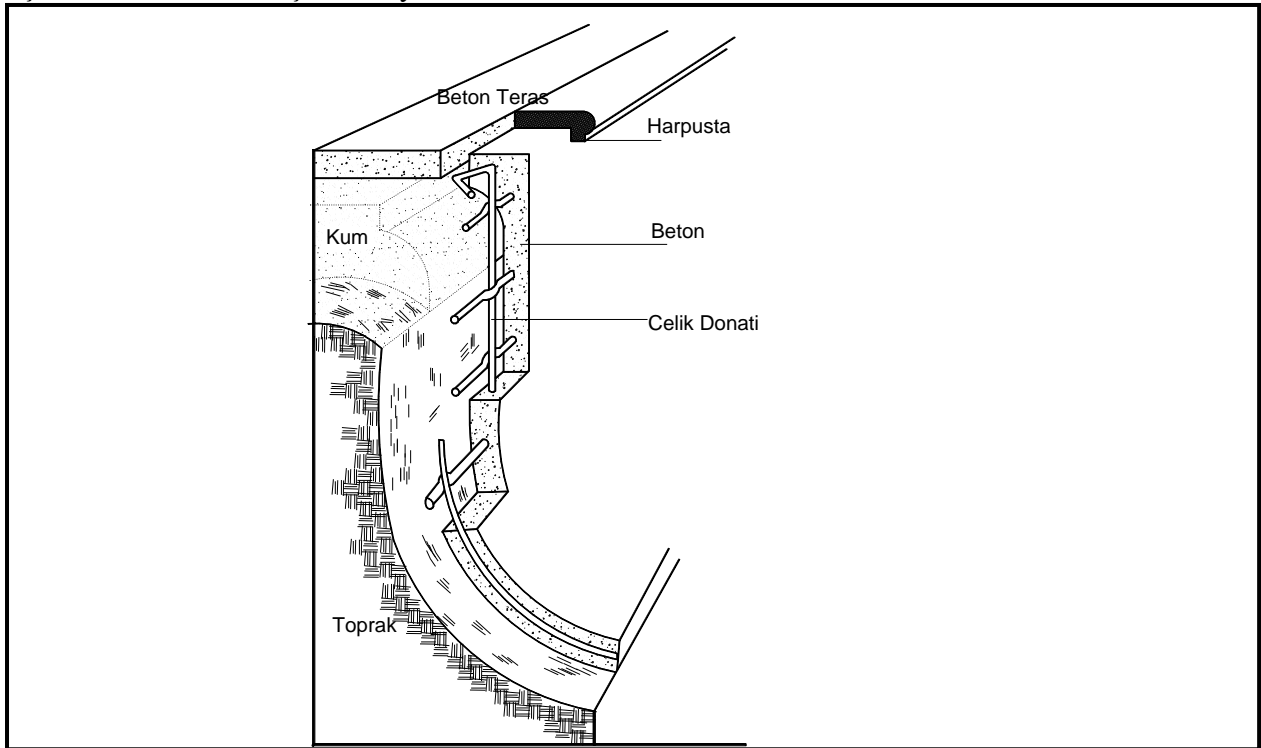 Beton Teras
Harpusta
Kum
Beton
Celik Donati
Toprak